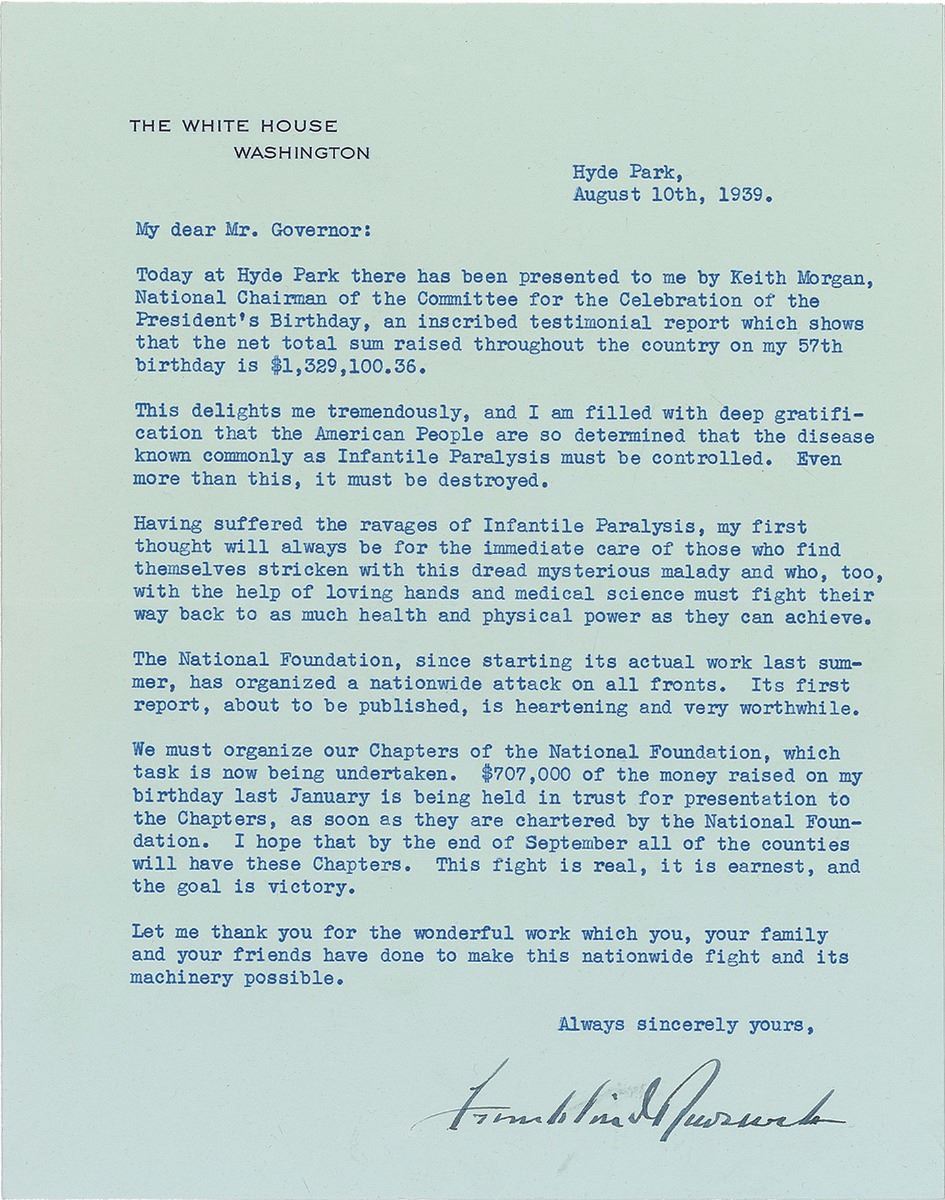 THE WHITE HOUSE
WASHINGTON
Hyde Park,
August 10th, 1939.
My dear Mr. Governor:
Today at Hyde Park there has been presented to me by Keith Morgan,
National Chairman of the Committee for the Celebration of the
President's Birthday, an inscribed testimonial report which shows
that the net total sum raised throughout the country on my 57th
birthday is $1,329,100.36.
This delights me tremendously, and I am filled with deep gratifi-
cation that the American People are so determined that the disease
known commonly as Infantile Paralysis must be controlled. Even
more than this, it must be destroyed.
Having suffered the ravages of Infantile Paralysis, my first
thought will always be for the immediate care of those who find
themselves stricken with this dread mysterious malady and who, too,
with the help of loving hands and medical science must fight their
way back to as much health and physical power as they can achieve.
The National Foundation, since starting its actual work last sum-
mer, has organized a nationwide attack on all fronts. Its first
report, about to be published, is heartening and very worthwhile.
We must organize our Chapters of the National Foundation, which
task is now being undertaken. $707,000 of the money raised on my
birthday last January is being held in trust for presentation to
the Chapters, as soon as they are chartered by the National Foun-
dation. I hope that by the end of September all of the counties
will have these Chapters. This fight is real, it is earnest, and
the goal is victory.
Let me thank you for the wonderful work which you, your family
and your friends have done to make this nationwide fight and its
machinery possible.
Always sincerely yours,
Franklin D Roosevelt